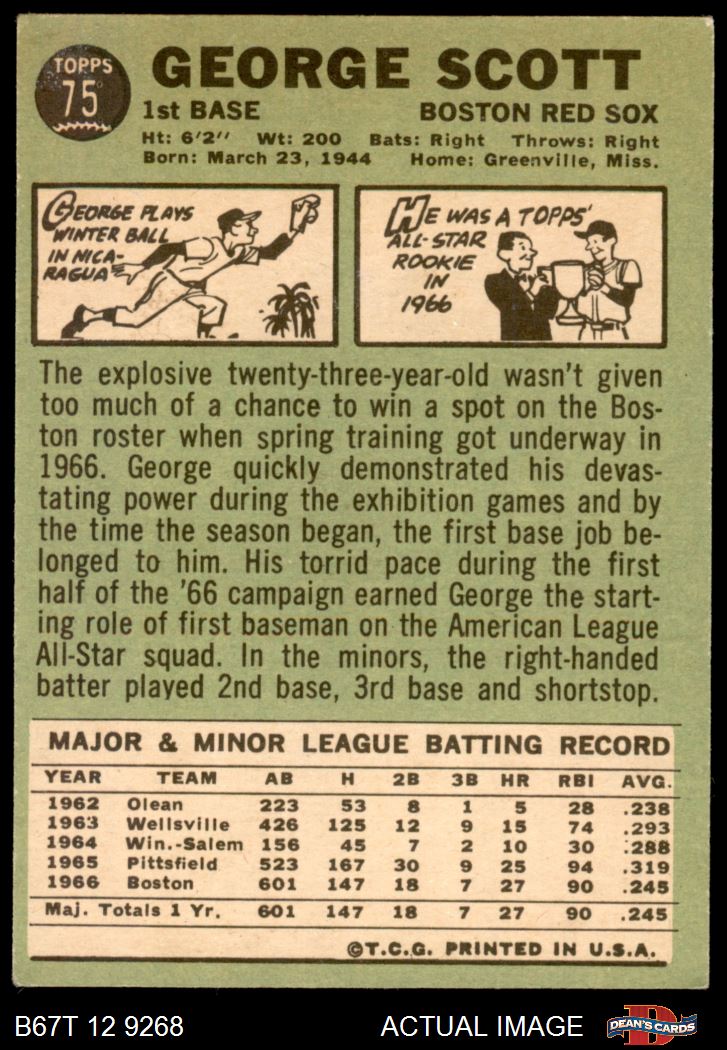 TOPPS
75
GEORGE SCOTT
1st BASE BOSTON RED SOX
Ht: 6'2" Wt: 200 Bats: Right Throws: Right
Born: March 23, 1944 Home: Greenville, Miss.
GEORGE PLAYS
WINTER BALL
IN NICA-
RAGUA
HE WAS A TOPPS'
ALL-STAR
ROOKIE
IN
1966
The explosive twenty-three-year-old wasn't given
too much of a chance to win a spot on the Bos-
ton roster when spring training got underway in
1966. George quickly demonstrated his devas-
tating power during the exhibition games and by
the time the season began, the first base job be-
longed to him. His torrid pace during the first
half of the '66 campaign earned George the start-
ing role of first baseman on the American League
All-Star squad. In the minors, the right-handed
batter played 2nd base, 3rd base and shortstop.
MAJOR & MINOR LEAGUE BATTING RECORD
YEAR TEAM AB H 2B 3B HR RBI AVG.
1962 Olean 223 53 8 1 5 28 .238
1963 Wellsville 426 125 12 9 15 74 .293
1964 Win.-Salem 156 45 7 2 10 30 .288
1965 Pittsfield 523 167 30 9 25 94 .319
1966 Boston 601 147 18 7 27 90 .245
Maj. Totals 1 Yr. 601 147 18 7 27 90 .245
©T.C.G. PRINTED IN U.S.A.
B67T 12 9268 ACTUAL IMAGE DEAN'S CARDS